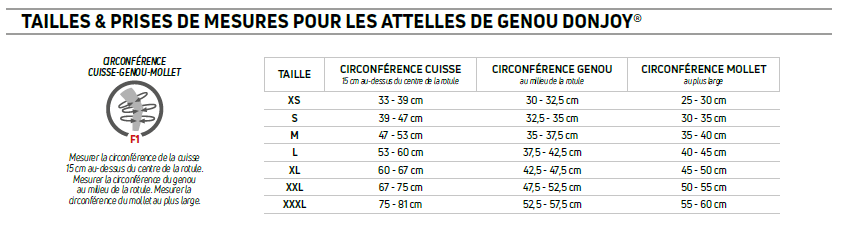 TAILLES & PRISES DE MESURES POUR LES ATTELLES DE GENOU DONJOY®
CIRCONFÉRENCE
CUISSE-GENOU-MOLLET
F1
Mesurer la circonférence de la cuisse
15 cm au-dessus du centre de la rotule.
Mesurer la circonférence du genou
au milieu de la rotule. Mesurer la
circonférence du mollet au plus large.
TAILLE CIRCONFÉRENCE CUISSE CIRCONFÉRENCE GENOU CIRCONFÉRENCE MOLLET
15 cm au-dessus du centre de la rotule au milieu de la rotule au plus large
XS 33 - 39 cm 30 - 32,5 cm 25 - 30 cm
S 39 - 47 cm 32,5 - 35 cm 30 - 35 cm
M 47 - 53 cm 35 - 37,5 cm 35 - 40 cm
L 53 - 60 cm 37,5 - 42,5 cm 40 - 45 cm
XL 60 - 67 cm 42,5 - 47,5 cm 45 - 50 cm
XXL 67 - 75 cm 47,5 - 52,5 cm 50 - 55 cm
XXXL 75 - 81 cm 52,5 - 57,5 cm 55 - 60 cm